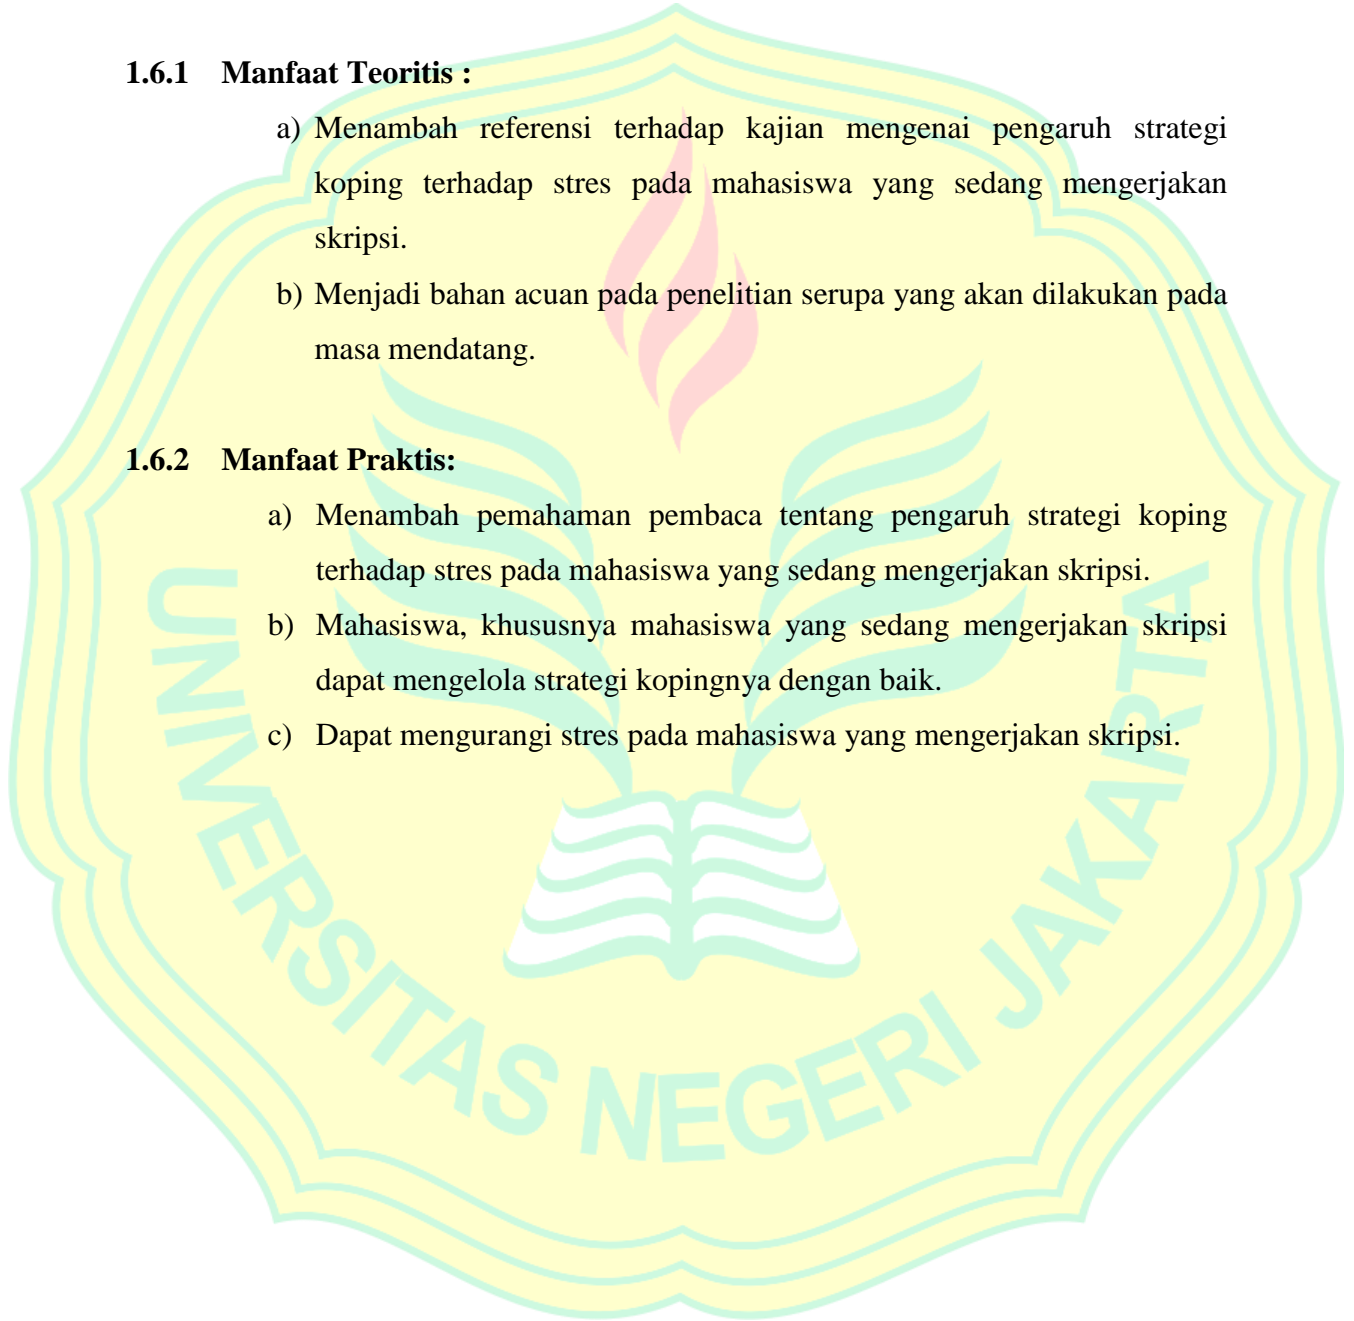 1.6.1 Manfaat Teoritis :
a) Menambah referensi terhadap kajian mengenai pengaruh strategi
koping terhadap stres pada mahasiswa yang sedang mengerjakan
skripsi.
b) Menjadi bahan acuan pada penelitian serupa yang akan dilakukan pada
masa mendatang.
1.6.2 Manfaat Praktis:
a) Menambah pemahaman pembaca tentang pengaruh strategi koping
terhadap stres pada mahasiswa yang sedang mengerjakan skripsi.
b) Mahasiswa, khususnya mahasiswa yang sedang mengerjakan skripsi
dapat mengelola strategi kopingnya dengan baik.
c) Dapat mengurangi stres pada mahasiswa yang mengerjakan skripsi.
UNIVERSITAS NEGERI JAKARTA